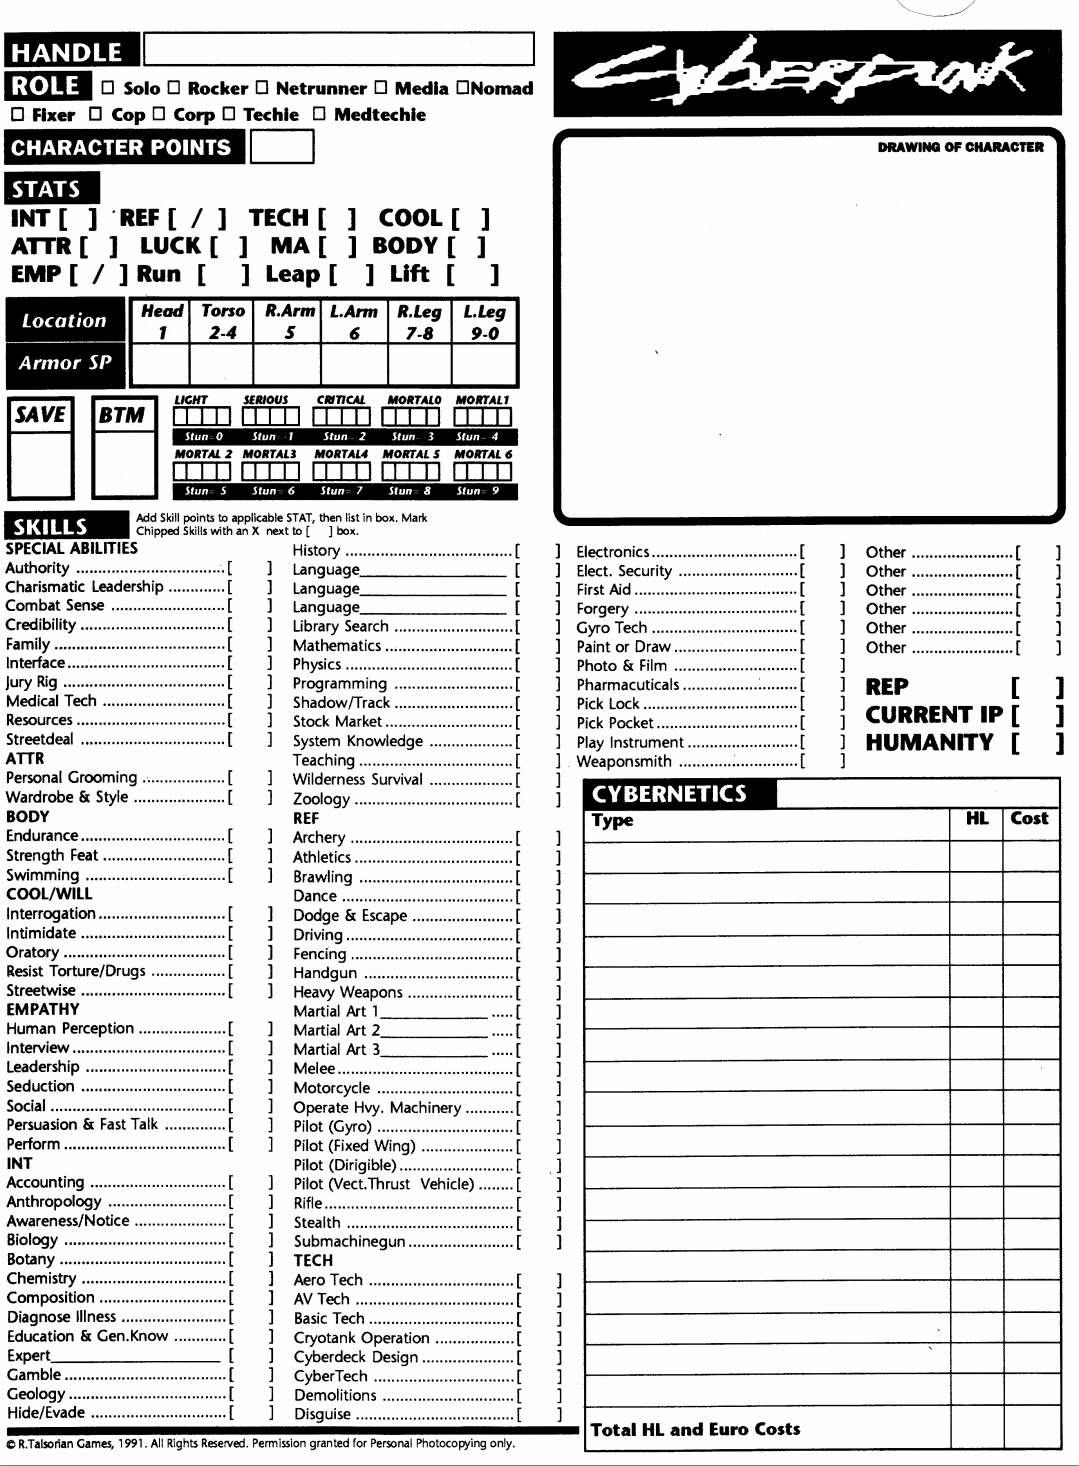 HANDLE
ROLE □ Solo □ Rocker □ Netrunner □ Media □Nomad
□ Fixer □ Cop □ Corp □ Techie □ Medtechie
CHARACTER POINTS
STATS
INT [ ] REF [ / ] TECH [ ] COOL [ ]
ATTR [ ] LUCK [ ] MA [ ] BODY [ ]
EMP [ / ] Run [ ] Leap [ ] Lift [ ]
Location Head 1 Torso 2-4 R.Arm 5 L.Arm 6 R.Leg 7-8 L.Leg 9-0
Armor SP
SAVE BTM
LIGHT SERIOUS CRITICAL MORTAL0 MORTAL1
Stun=0 Stun=1 Stun=2 Stun=3 Stun=4
MORTAL 2 MORTAL3 MORTAL4 MORTAL 5 MORTAL 6
Stun=5 Stun=6 Stun=7 Stun=8 Stun=9
CYBERPUNK
DRAWING OF CHARACTER
SKILLS
Add Skill points to applicable STAT, then list in box. Mark
Chipped Skills with an X next to [ ] box.
SPECIAL ABILITIES
Authority [ ]
Charismatic Leadership [ ]
Combat Sense [ ]
Credibility [ ]
Family [ ]
Interface [ ]
Jury Rig [ ]
Medical Tech [ ]
Resources [ ]
Streetdeal [ ]
ATTR
Personal Grooming [ ]
Wardrobe & Style [ ]
BODY
Endurance [ ]
Strength Feat [ ]
Swimming [ ]
COOL/WILL
Interrogation [ ]
Intimidate [ ]
Oratory [ ]
Resist Torture/Drugs [ ]
Streetwise [ ]
EMPATHY
Human Perception [ ]
Interview [ ]
Leadership [ ]
Seduction [ ]
Social [ ]
Persuasion & Fast Talk [ ]
Perform [ ]
INT
Accounting [ ]
Anthropology [ ]
Awareness/Notice [ ]
Biology [ ]
Botany [ ]
Chemistry [ ]
Composition [ ]
Diagnose Illness [ ]
Education & Gen.Know [ ]
Expert [ ]
Gamble [ ]
Geology [ ]
Hide/Evade [ ]
History [ ]
Language [ ]
Language [ ]
Language [ ]
Library Search [ ]
Mathematics [ ]
Physics [ ]
Programming [ ]
Shadow/Track [ ]
Stock Market [ ]
System Knowledge [ ]
Teaching [ ]
Wilderness Survival [ ]
Zoology [ ]
REF
Archery [ ]
Athletics [ ]
Brawling [ ]
Dance [ ]
Dodge & Escape [ ]
Driving [ ]
Fencing [ ]
Handgun [ ]
Heavy Weapons [ ]
Martial Art 1 [ ]
Martial Art 2 [ ]
Martial Art 3 [ ]
Melee [ ]
Motorcycle [ ]
Operate Hvy. Machinery [ ]
Pilot (Gyro) [ ]
Pilot (Fixed Wing) [ ]
Pilot (Dirigible) [ ]
Pilot (Vect.Thrust Vehicle) [ ]
Rifle [ ]
Stealth [ ]
Submachinegun [ ]
TECH
Aero Tech [ ]
AV Tech [ ]
Basic Tech [ ]
Cryotank Operation [ ]
Cyberdeck Design [ ]
CyberTech [ ]
Demolitions [ ]
Disguise [ ]
Electronics [ ]
Elect. Security [ ]
First Aid [ ]
Forgery [ ]
Gyro Tech [ ]
Paint or Draw [ ]
Photo & Film [ ]
Pharmacuticals [ ]
Pick Lock [ ]
Pick Pocket [ ]
Play Instrument [ ]
Weaponsmith [ ]
Other [ ]
Other [ ]
Other [ ]
Other [ ]
Other [ ]
Other [ ]
REP [ ]
CURRENT IP [ ]
HUMANITY [ ]
CYBERNETICS
Type HL Cost
Total HL and Euro Costs
© R.Talsorian Games, 1991. All Rights Reserved. Permission granted for Personal Photocopying only.